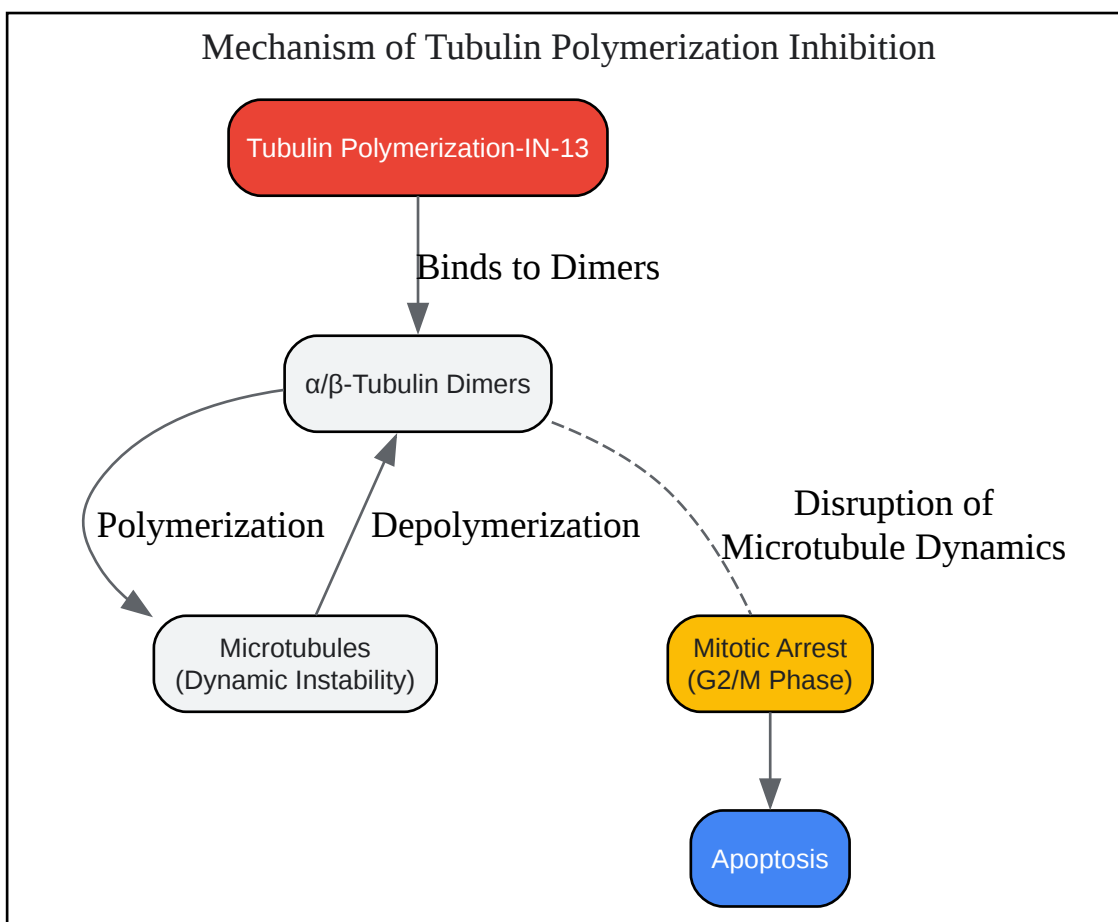 Mechanism of Tubulin Polymerization Inhibition
Tubulin Polymerization-IN-13
Binds to Dimers
α/β-Tubulin Dimers
Polymerization
Depolymerization
Disruption of
Microtubule Dynamics
Microtubules
(Dynamic Instability)
Mitotic Arrest
(G2/M Phase)
Apoptosis